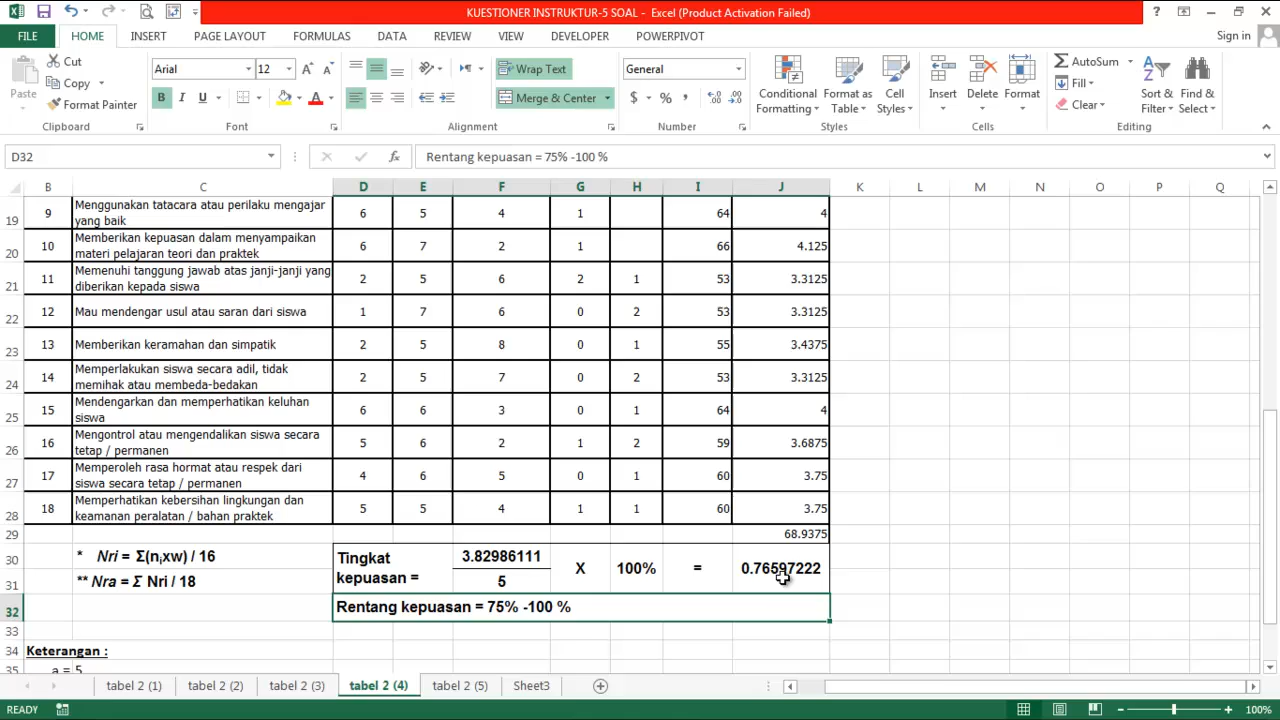 KUESTIONER INSTRUKTUR-5 SOAL - Excel (Product Activation Failed)
FILE HOME INSERT PAGE LAYOUT FORMULAS DATA REVIEW VIEW DEVELOPER POWERPIVOT Sign in
Paste Cut Copy Format Painter
Arial 12
B I U
Wrap Text
Merge & Center
General
$ % ,
Conditional Formatting Format as Table Cell Styles
Insert Delete Format
AutoSum
Fill
Clear
Sort & Filter Find & Select
Clipboard Font Alignment Number Styles Cells Editing
D32 fx Rentang kepuasan = 75% -100 %
B C D E F G H I J K L M N O P Q
19 9 Menggunakan tatacara atau perilaku mengajar yang baik 6 5 4 1 64 4
20 10 Memberikan kepuasan dalam menyampaikan materi pelajaran teori dan praktek 6 7 2 1 66 4.125
21 11 Memenuhi tanggung jawab atas janji-janji yang diberikan kepada siswa 2 5 6 2 1 53 3.3125
22 12 Mau mendengar usul atau saran dari siswa 1 7 6 0 2 53 3.3125
23 13 Memberikan keramahan dan simpatik 2 5 8 0 1 55 3.4375
24 14 Memperlakukan siswa secara adil, tidak memihak atau membeda-bedakan 2 5 7 0 2 53 3.3125
25 15 Mendengarkan dan memperhatikan keluhan siswa 6 6 3 0 1 64 4
26 16 Mengontrol atau mengendalikan siswa secara tetap / permanen 5 6 2 1 2 59 3.6875
27 17 Memperoleh rasa hormat atau respek dari siswa secara tetap / permanen 4 6 5 0 1 60 3.75
28 18 Memperhatikan kebersihan lingkungan dan keamanan peralatan / bahan praktek 5 5 4 1 1 60 3.75
29 68.9375
30 * Nri = Σ(nᵢxw) / 16 Tingkat kepuasan = 3.82986111 X 100% = 0.76597222
31 ** Nra = Σ Nri / 18 5
32 Rentang kepuasan = 75% -100 %
33
34 Keterangan :
35 a = 5
tabel 2 (1) tabel 2 (2) tabel 2 (3) tabel 2 (4) tabel 2 (5) Sheet3
READY 100%